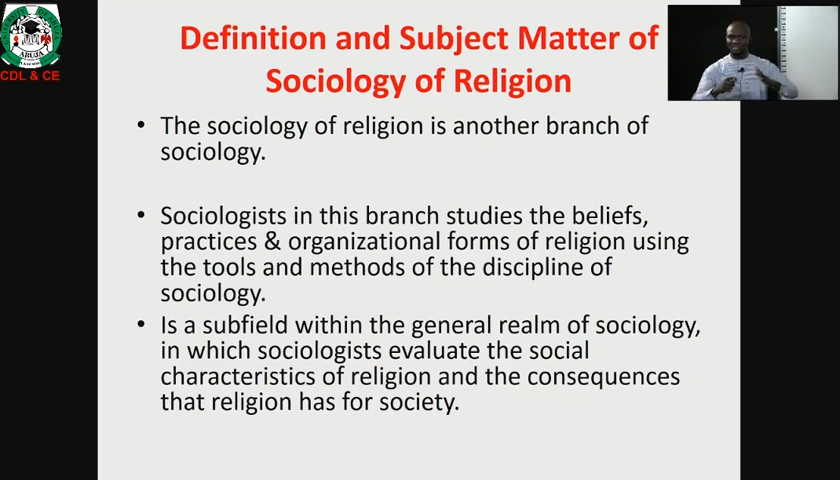 ABUJA
CDL & CE
Definition and Subject Matter of
Sociology of Religion
• The sociology of religion is another branch of
sociology.
• Sociologists in this branch studies the beliefs,
practices & organizational forms of religion using
the tools and methods of the discipline of
sociology.
• Is a subfield within the general realm of sociology,
in which sociologists evaluate the social
characteristics of religion and the consequences
that religion has for society.